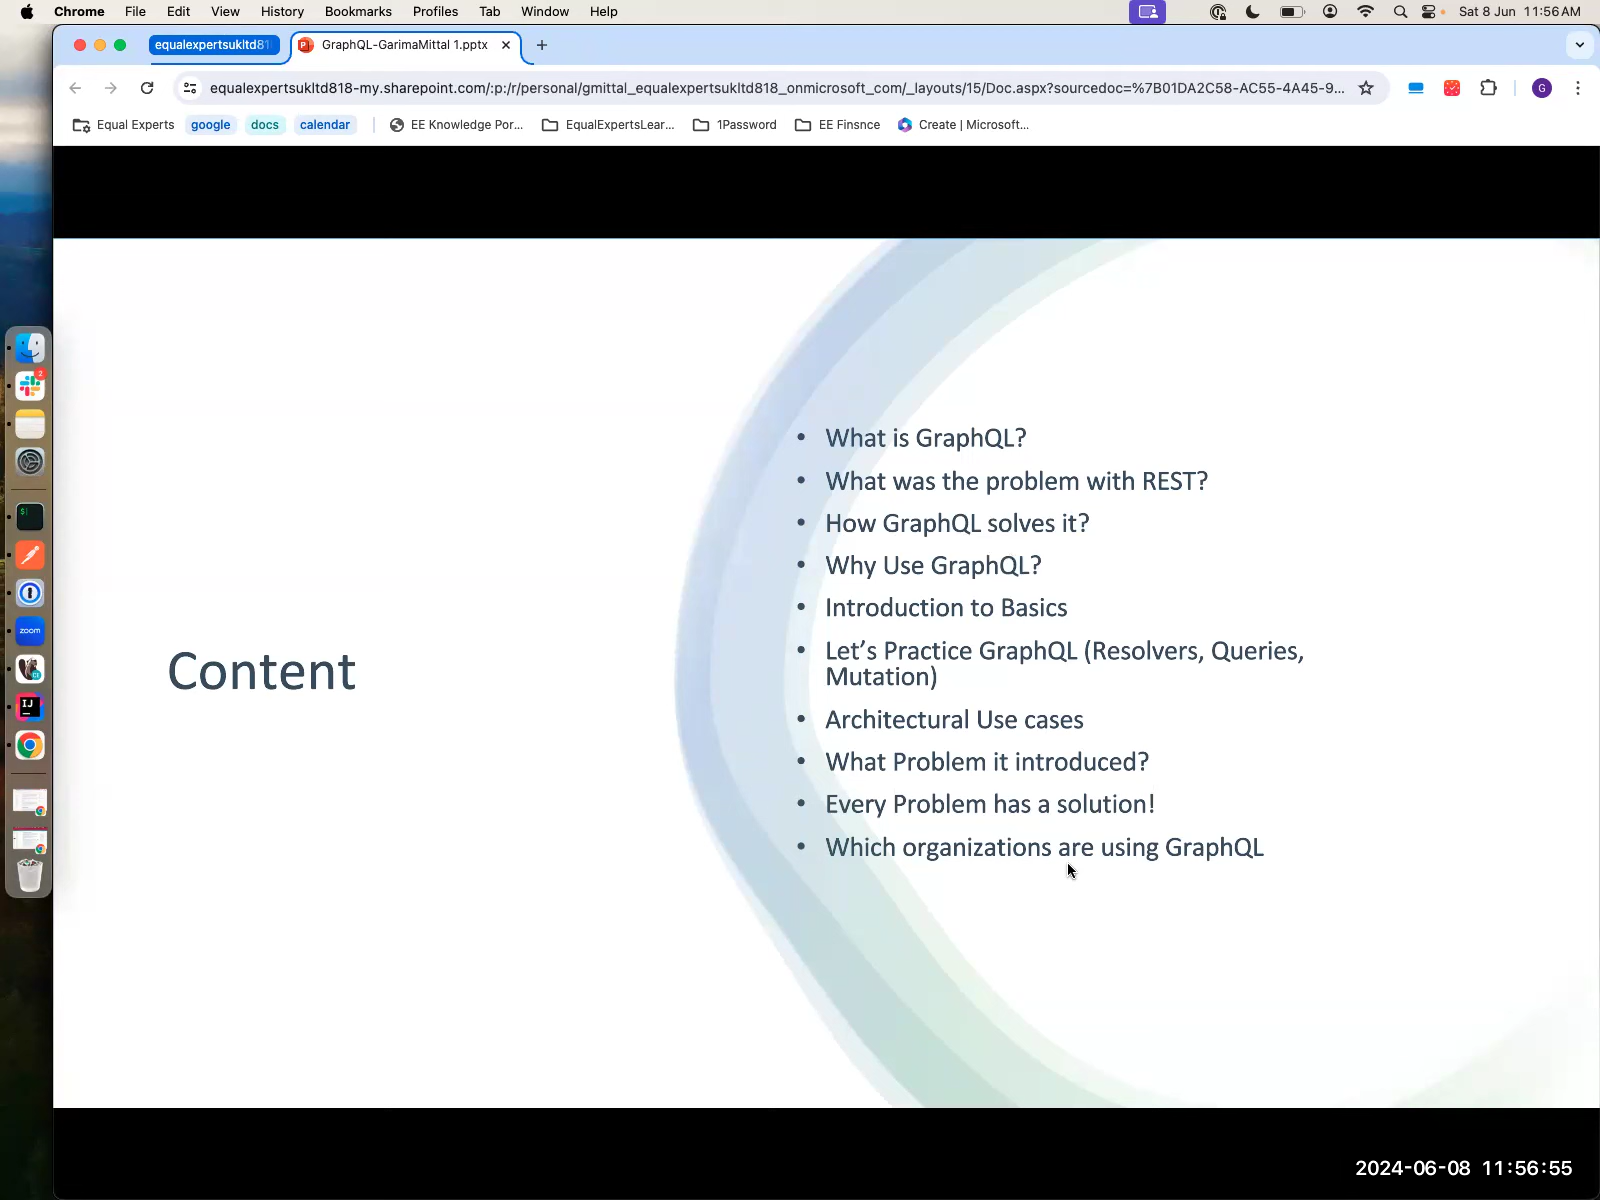 Chrome File Edit View History Bookmarks Profiles Tab Window Help Sat 8 Jun 11:56 AM
equalexpertsukltd81 GraphQL-GarimaMittal 1.pptx
equalexpertsukltd818-my.sharepoint.com/:p:/r/personal/gmittal_equalexpertsukltd818_onmicrosoft_com/_layouts/15/Doc.aspx?sourcedoc=%7B01DA2C58-AC55-4A45-9... G
Equal Experts google docs calendar EE Knowledge Por... EqualExpertsLear... 1Password EE Finsnce Create | Microsoft...
2
$|
zoom
IJ
Content
• What is GraphQL?
• What was the problem with REST?
• How GraphQL solves it?
• Why Use GraphQL?
• Introduction to Basics
• Let's Practice GraphQL (Resolvers, Queries,
Mutation)
• Architectural Use cases
• What Problem it introduced?
• Every Problem has a solution!
• Which organizations are using GraphQL
2024-06-08 11:56:55